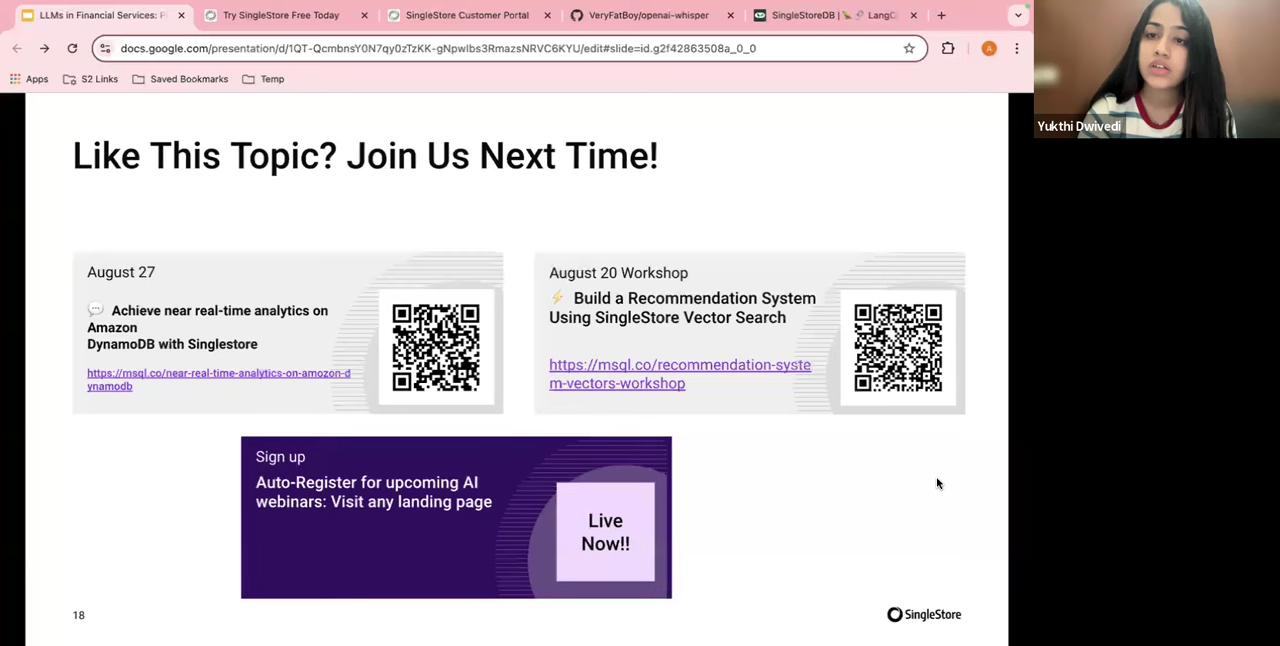 LLMs in Financial Services: P
Try SingleStore Free Today
SingleStore Customer Portal
VeryFatBoy/openai-whisper
SingleStoreDB | LangC
docs.google.com/presentation/d/1QT-QcmbnsY0N7qy0zTzKK-gNpwlbs3RmazsNRVC6KYU/edit#slide=id.g2f42863508a_0_0
A
Apps
S2 Links
Saved Bookmarks
Temp
Yukthi Dwivedi
Like This Topic? Join Us Next Time!
August 27
Achieve near real-time analytics on
Amazon
DynamoDB with Singlestore
https://msql.co/near-real-time-analytics-on-amazon-d
ynamodb
August 20 Workshop
Build a Recommendation System
Using SingleStore Vector Search
https://msql.co/recommendation-syste
m-vectors-workshop
Sign up
Auto-Register for upcoming AI
webinars: Visit any landing page
Live
Now!!
18
SingleStore